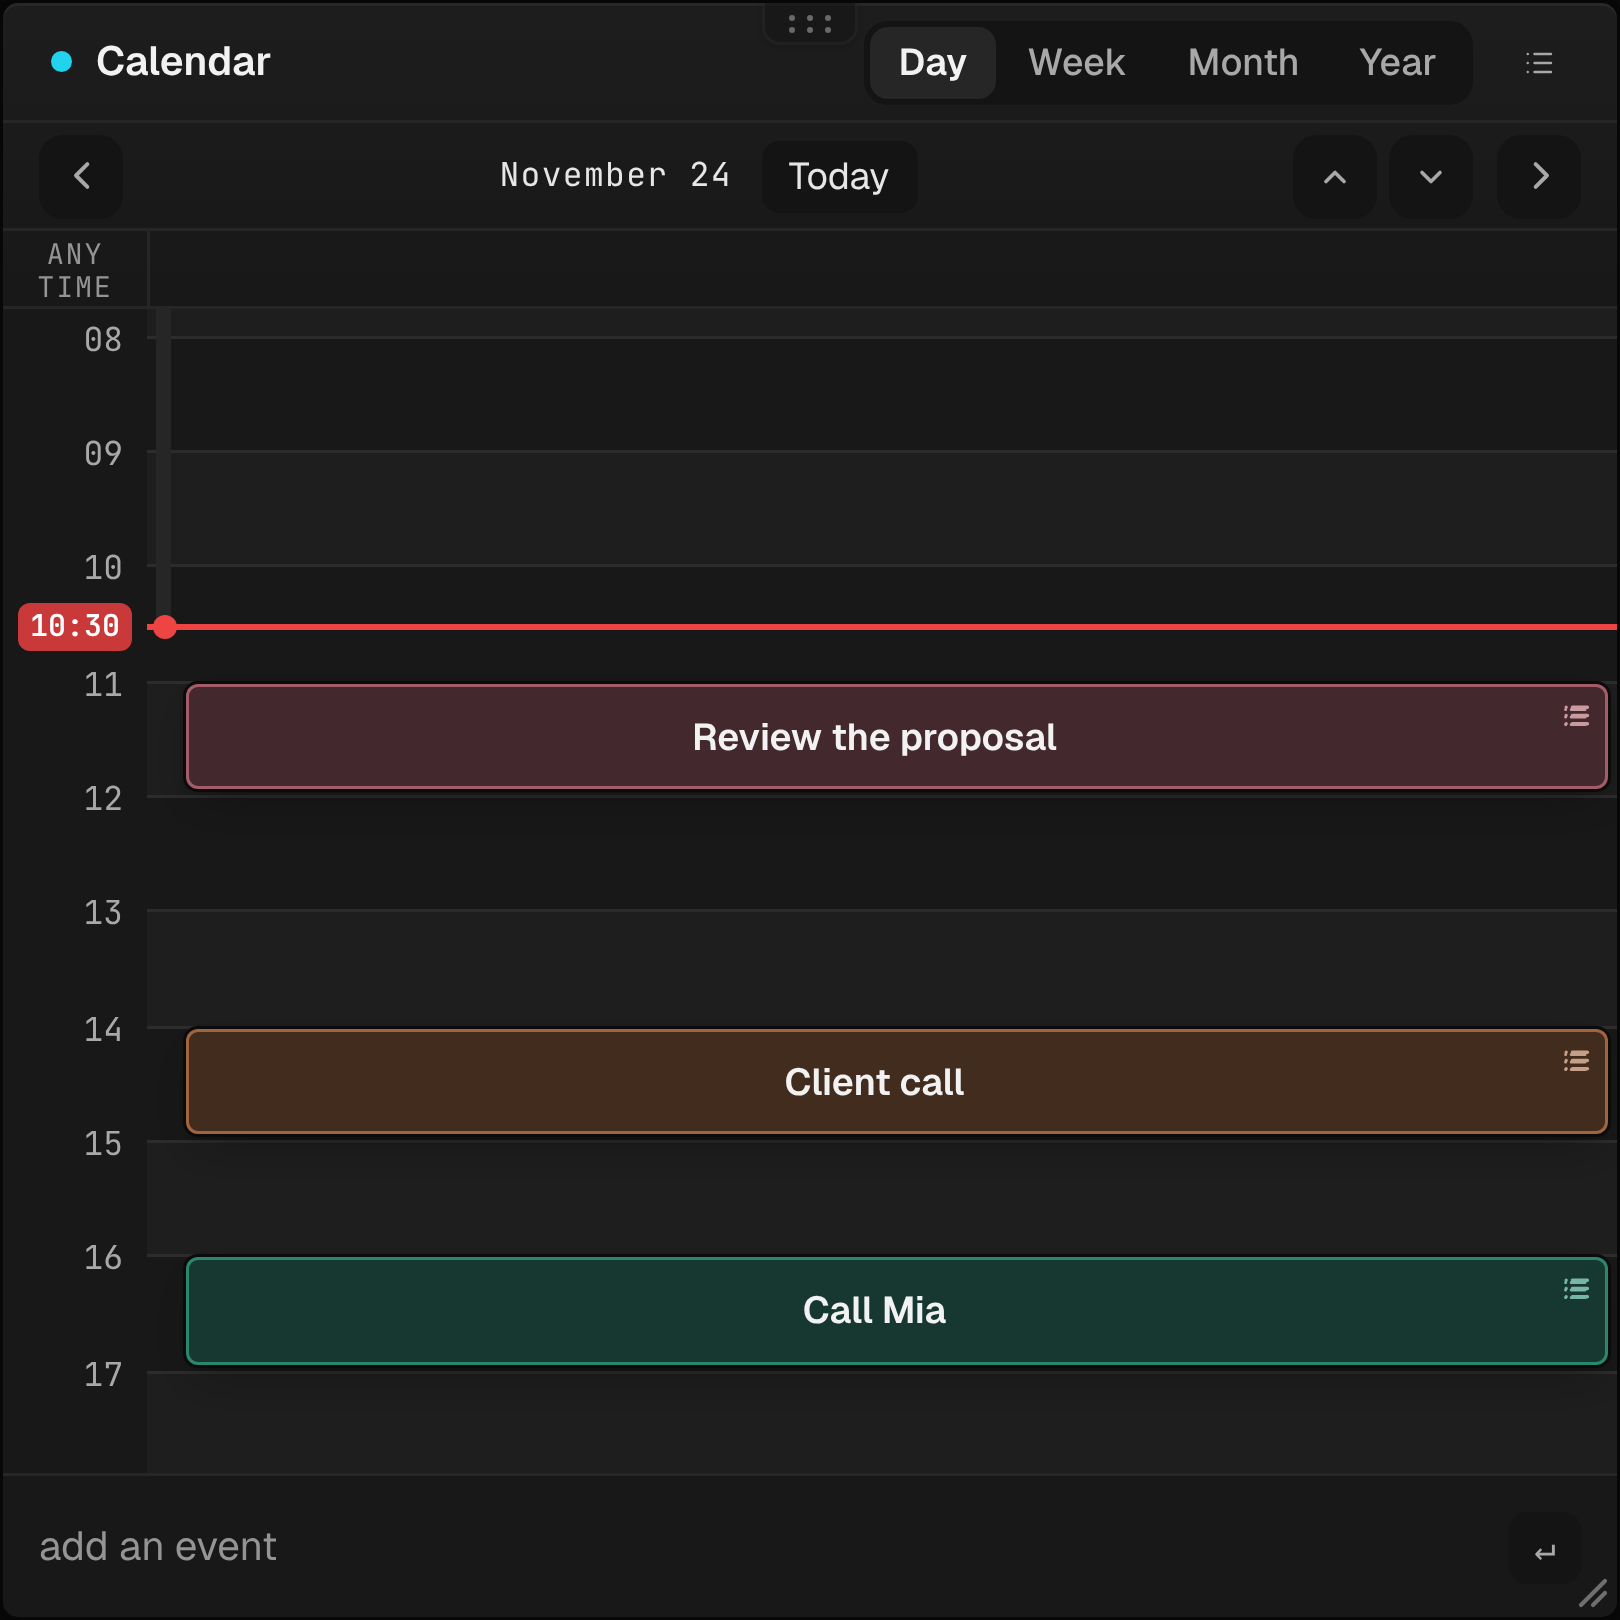 Calendar
Day Week Month Year
November 24 Today
ANY
TIME
08
09
10
10:30
11
Review the proposal
12
13
14
Client call
15
16
Call Mia
17
add an event